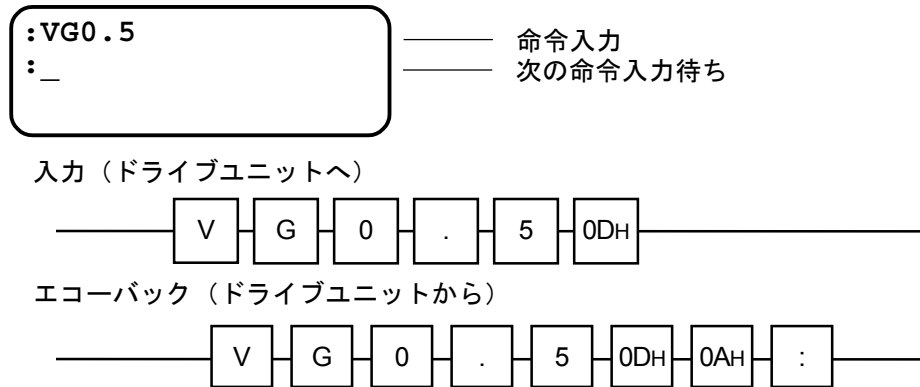 :VG0.5
命令入力
:_
次の命令入力待ち
入力（ドライブユニットへ）
V G 0 . 5 0DH
エコーバック（ドライブユニットから）
V G 0 . 5 0DH 0AH :